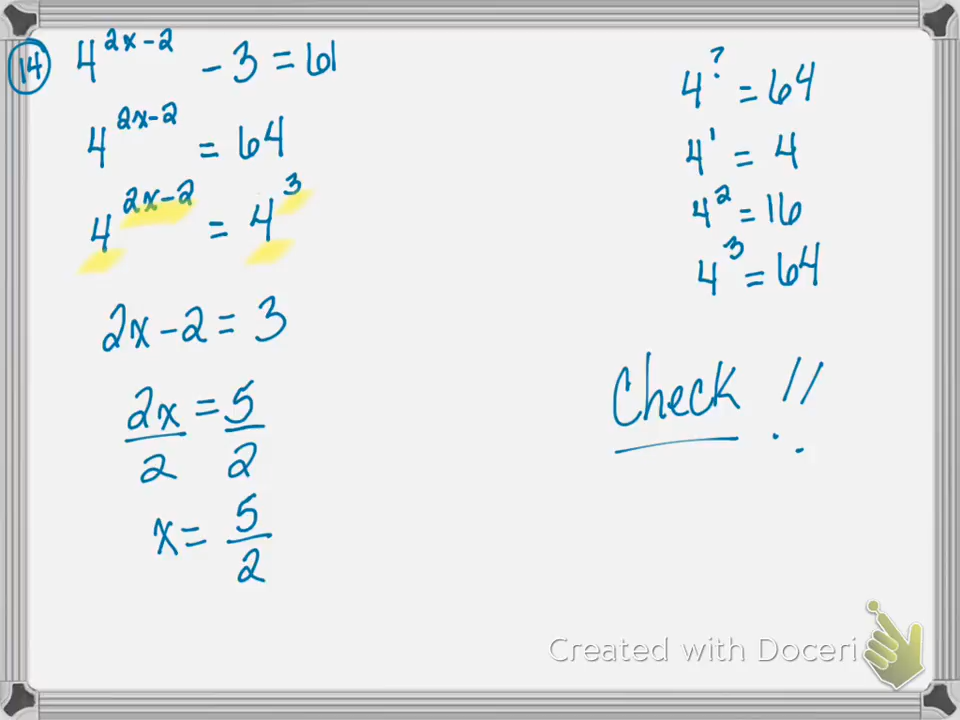 14 4^(2x-2) - 3 = 61
4^(2x-2) = 64
4^(2x-2) = 4^3
2x - 2 = 3
2x/2 = 5/2
x = 5/2
4^? = 64
4^1 = 4
4^2 = 16
4^3 = 64
Check !!
Created with Doceri